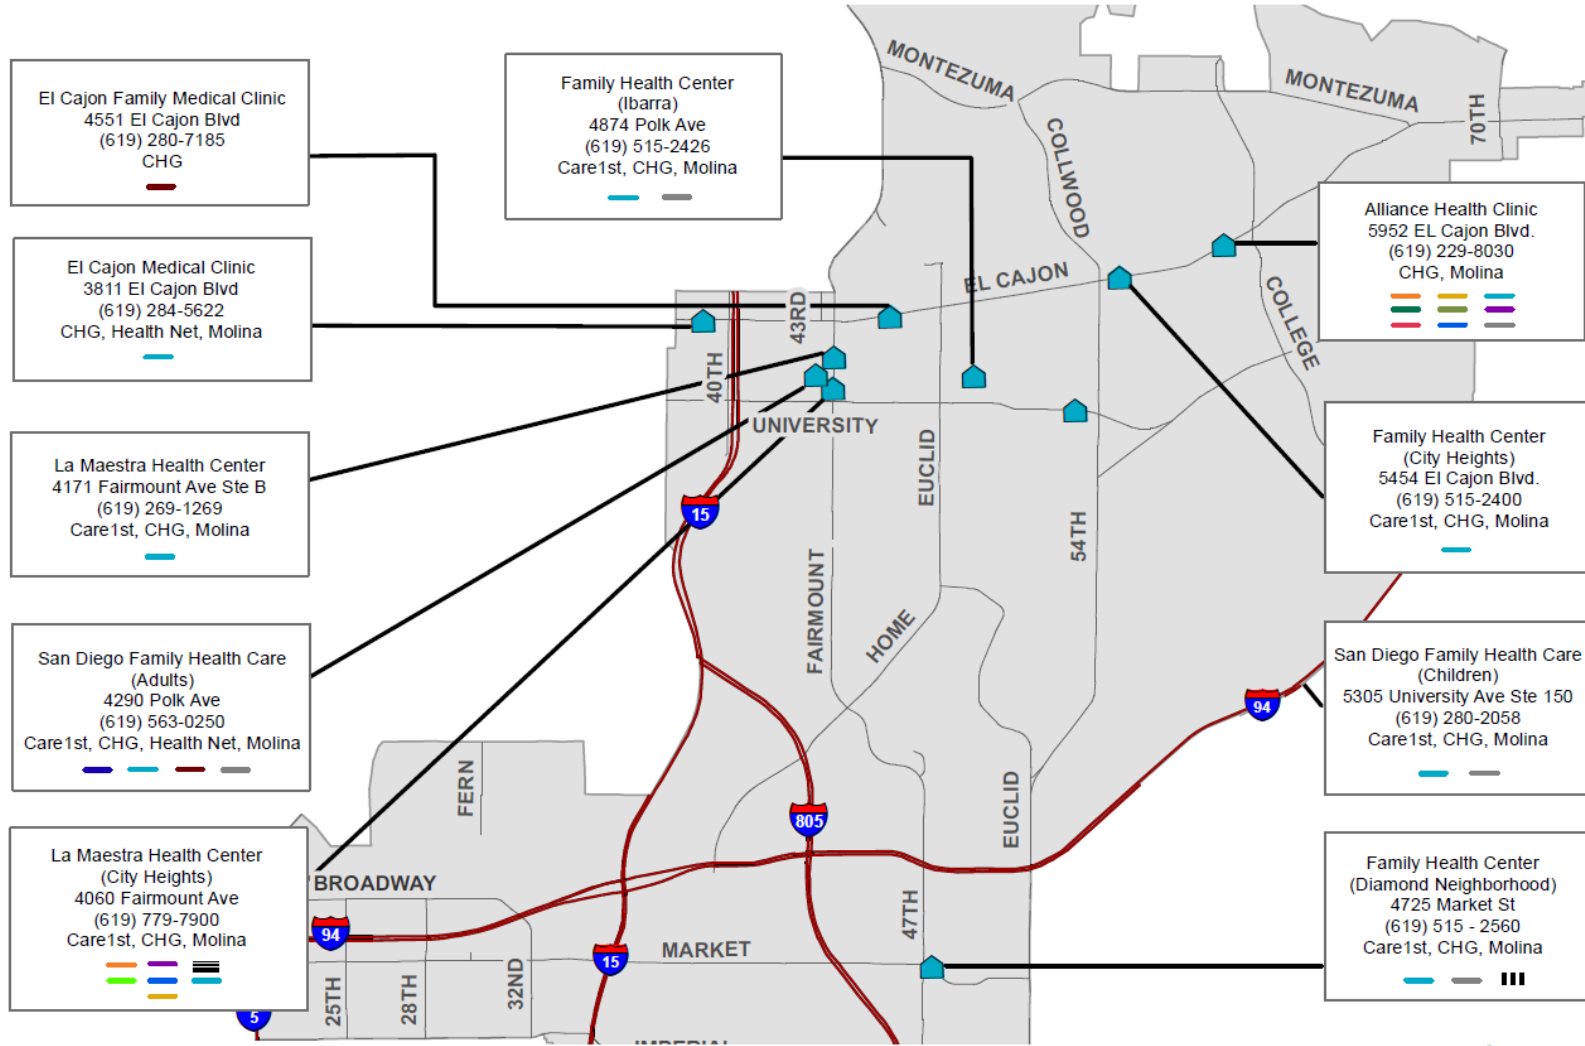 El Cajon Family Medical Clinic
4551 El Cajon Blvd
(619) 280-7185
CHG
Family Health Center
(Ibarra)
4874 Polk Ave
(619) 515-2426
Care1st, CHG, Molina
El Cajon Medical Clinic
3811 El Cajon Blvd
(619) 284-5622
CHG, Health Net, Molina
Alliance Health Clinic
5952 EL Cajon Blvd.
(619) 229-8030
CHG, Molina
La Maestra Health Center
4171 Fairmount Ave Ste B
(619) 269-1269
Care1st, CHG, Molina
Family Health Center
(City Heights)
5454 El Cajon Blvd.
(619) 515-2400
Care1st, CHG, Molina
San Diego Family Health Care
(Adults)
4290 Polk Ave
(619) 563-0250
Care1st, CHG, Health Net, Molina
San Diego Family Health Care
(Children)
5305 University Ave Ste 150
(619) 280-2058
Care1st, CHG, Molina
La Maestra Health Center
(City Heights)
4060 Fairmount Ave
(619) 779-7900
Care1st, CHG, Molina
Family Health Center
(Diamond Neighborhood)
4725 Market St
(619) 515 - 2560
Care1st, CHG, Molina
MONTEZUMA
MONTEZUMA
70TH
COLLWOOD
EL CAJON
COLLEGE
43RD
40TH
UNIVERSITY
EUCLID
15
54TH
FAIRMOUNT
HOME
94
FERN
805
EUCLID
BROADWAY
94
47TH
MARKET
15
32ND
25TH
28TH
5
IMPERIAL